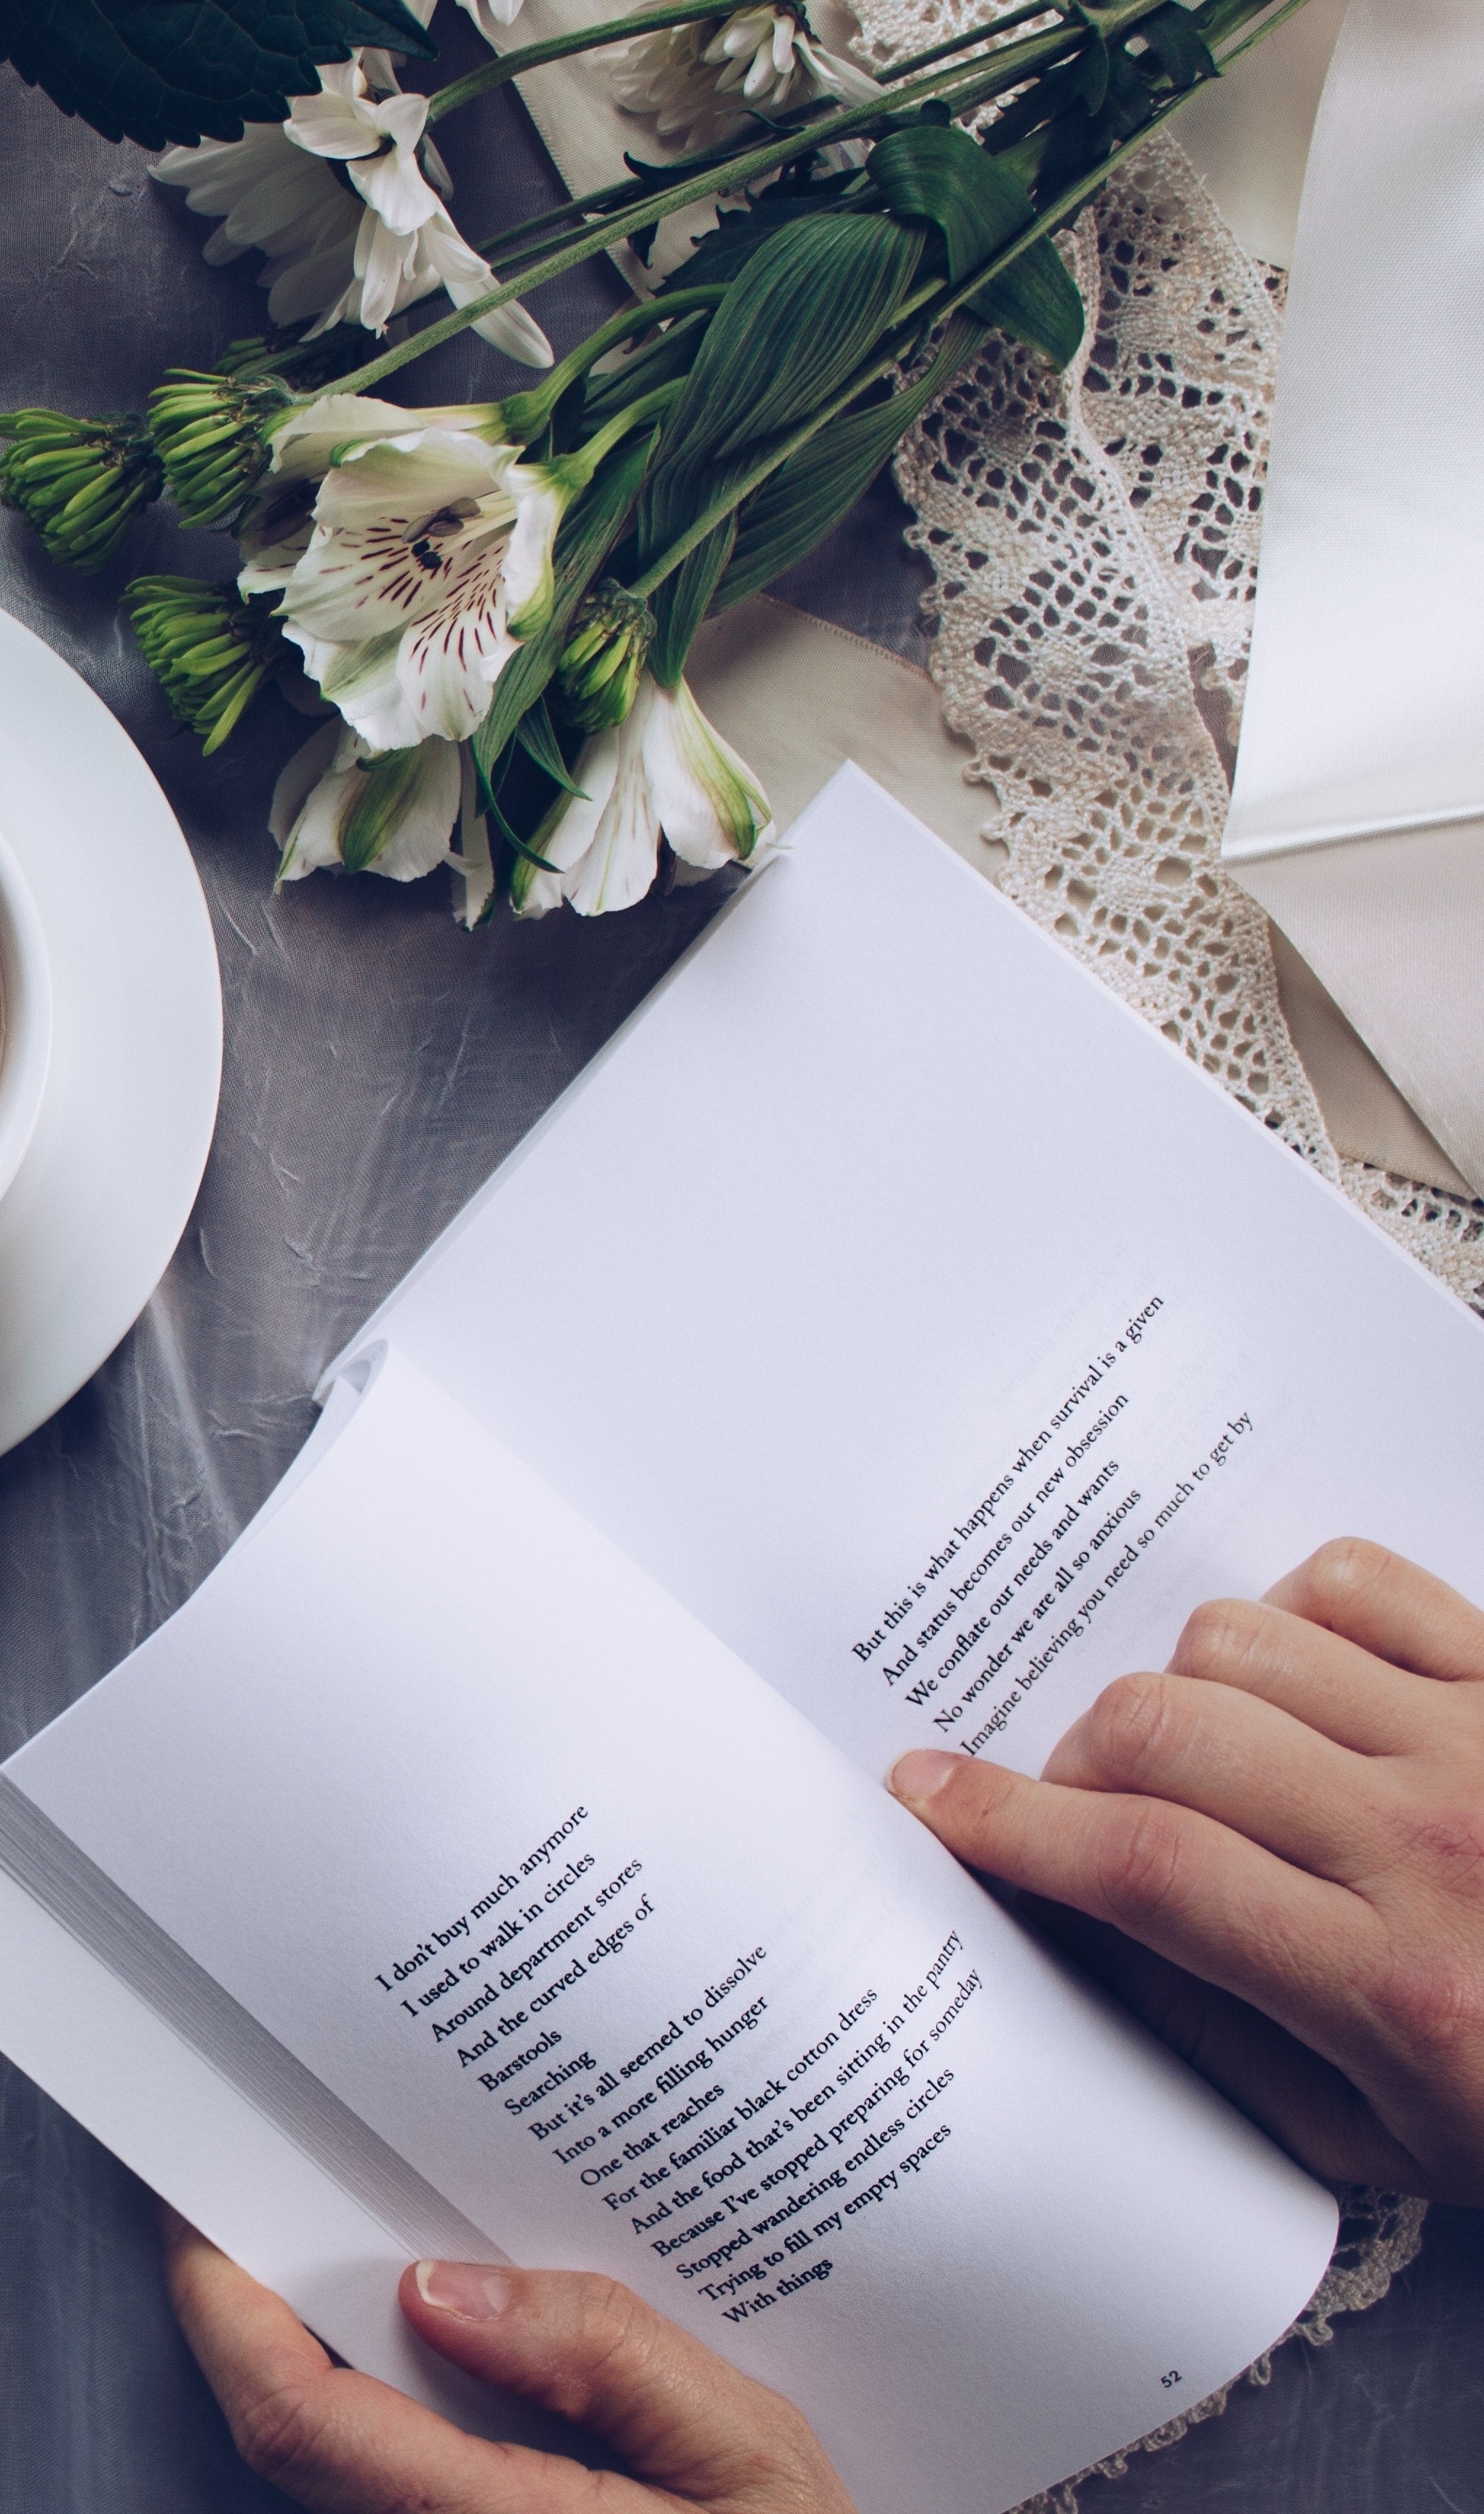 I don't buy much anymore
I used to walk in circles
Around department stores
And the curved edges of
Barstools
Searching
But it's all seemed to dissolve
Into a more filling hunger
One that reaches
For the familiar black cotton dress
And the food that's been sitting in the pantry
Because I've stopped preparing for someday
Stopped wandering endless circles
Trying to fill my empty spaces
With things
52
But this is what happens when survival is a given
And status becomes our new obsession
We conflate our needs and wants
No wonder we are all so anxious
Imagine believing you need so much to get by